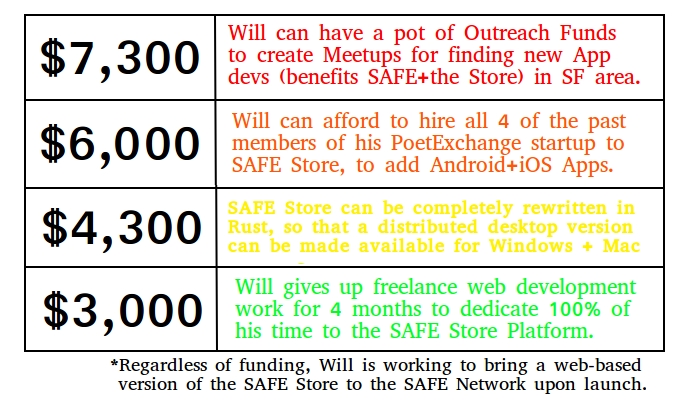 $7,300
Will can have a pot of Outreach Funds
to create Meetups for finding new App
devs (benefits SAFE+the Store) in SF area.
$6,000
Will can afford to hire all 4 of the past
members of his PoetExchange startup to
SAFE Store, to add Android+iOS Apps.
$4,300
SAFE Store can be completely rewritten in
Rust, so that a distributed desktop version
can be made available for Windows + Mac
$3,000
Will gives up freelance web development
work for 4 months to dedicate 100% of
his time to the SAFE Store Platform.
*Regardless of funding, Will is working to bring a web-based
version of the SAFE Store to the SAFE Network upon launch.